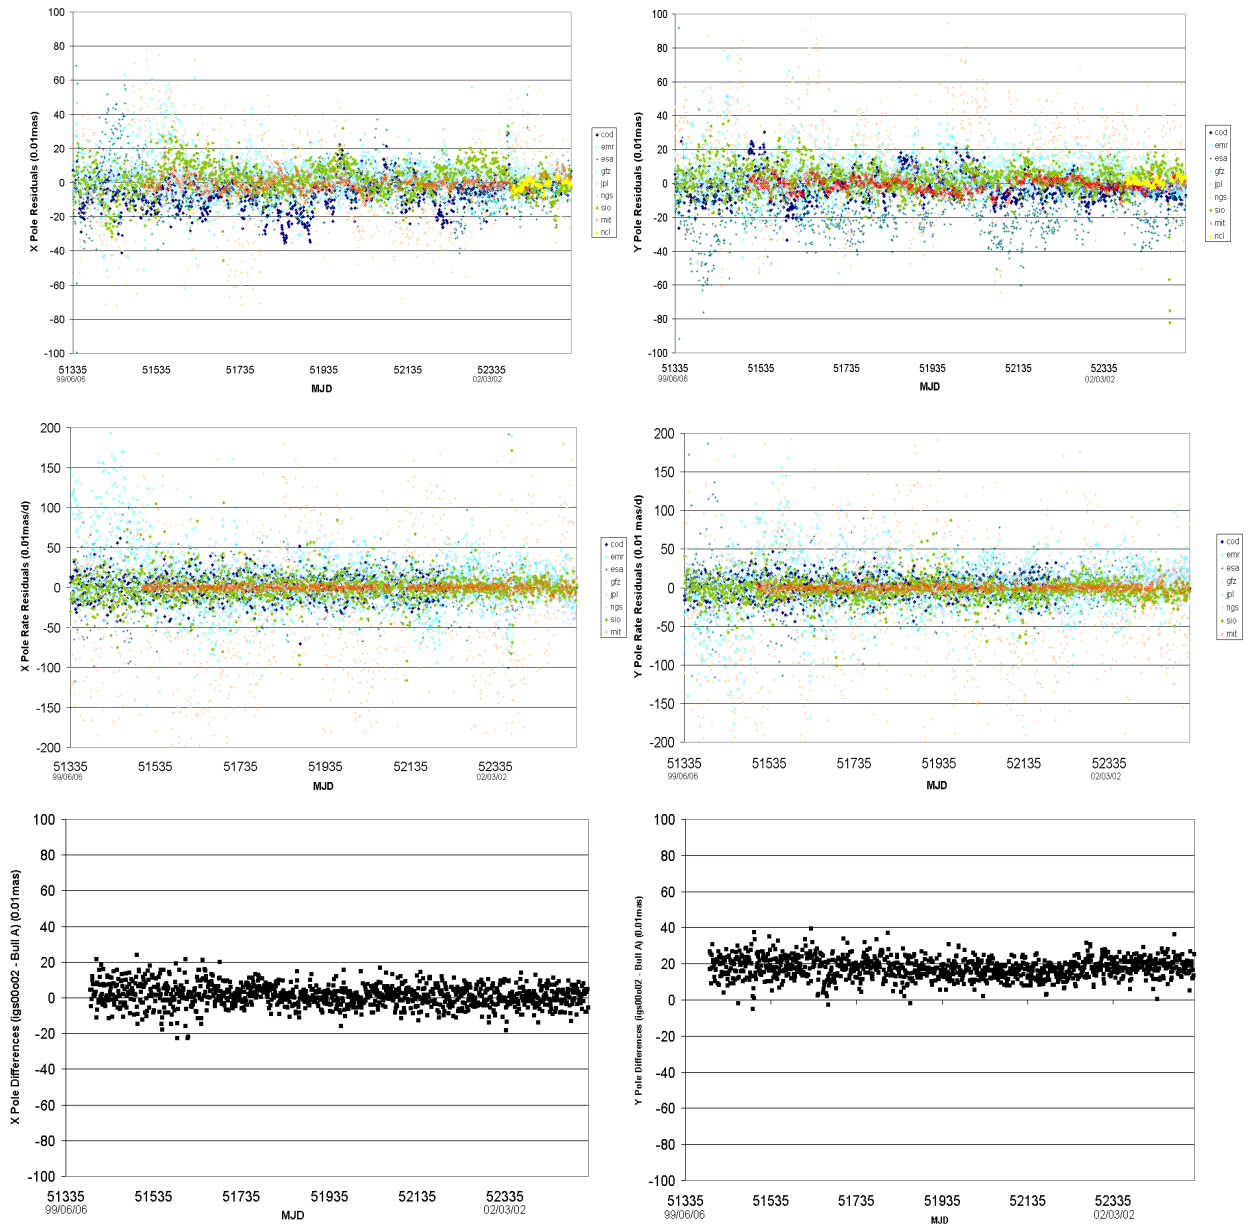 X Pole Residuals (0.01mas)
100
80
60
40
20
0
-20
-40
-60
-80
-100
51335
51535
51735
51935
52135
52335
99/06/06
02/03/02
MJD
cod
emr
esa
gfz
jpl
ngs
sio
mit
ncl
Y Pole Residuals (0.01mas)
100
80
60
40
20
0
-20
-40
-60
-80
-100
51335
51535
51735
51935
52135
52335
99/06/06
02/03/02
MJD
cod
emr
esa
gfz
jpl
ngs
sio
mit
ncl
X Pole Rate Residuals (0.01mas/d)
200
150
100
50
0
-50
-100
-150
-200
51335
51535
51735
51935
52135
52335
99/06/06
02/03/02
MJD
cod
emr
esa
gfz
jpl
ngs
sio
mit
Y Pole Rate Residuals (0.01 mas/d)
200
150
100
50
0
-50
-100
-150
-200
51335
51535
51735
51935
52135
52335
99/06/06
02/03/02
MJD
cod
emr
esa
gfz
jpl
ngs
sio
mit
X Pole Differences (igs00o02 - Bull A) (0.01mas)
100
80
60
40
20
0
-20
-40
-60
-80
-100
51335
51535
51735
51935
52135
52335
99/06/06
02/03/02
MJD
Y Pole Differences (igs00o02 - Bull A) (0.01mas)
100
80
60
40
20
0
-20
-40
-60
-80
-100
51335
51535
51735
51935
52135
52335
99/06/06
02/03/02
MJD